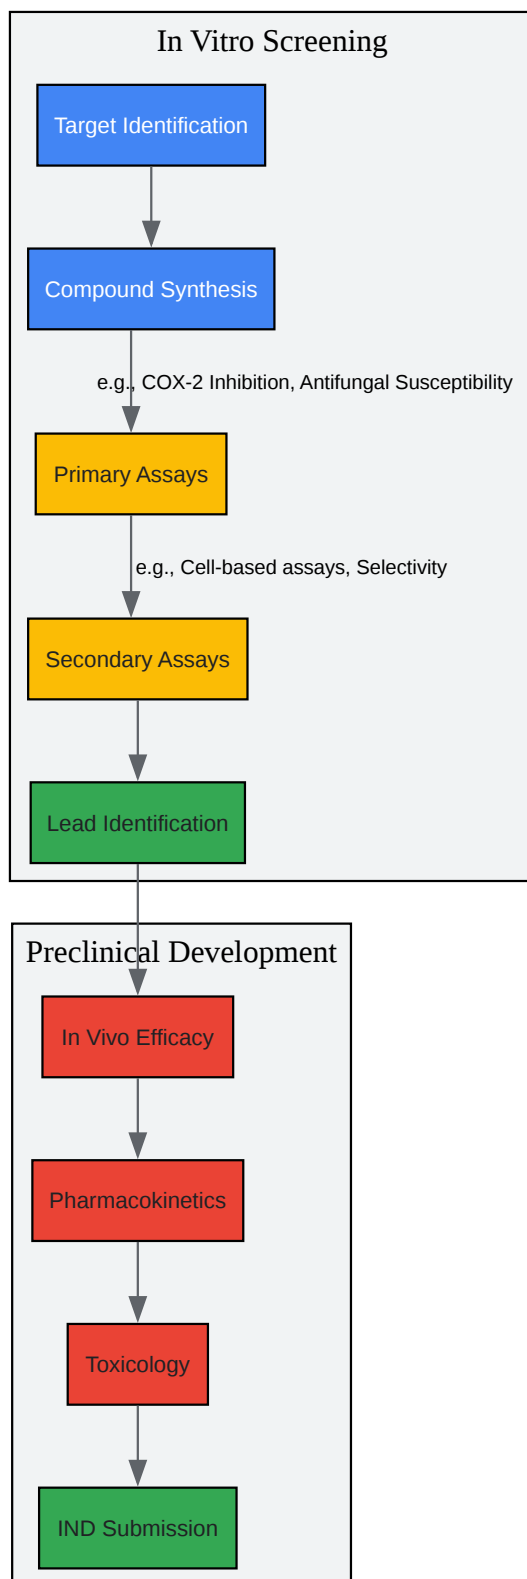 In Vitro Screening
Target Identification
Compound Synthesis
e.g., COX-2 Inhibition, Antifungal Susceptibility
Primary Assays
e.g., Cell-based assays, Selectivity
Secondary Assays
Lead Identification
Preclinical Development
In Vivo Efficacy
Pharmacokinetics
Toxicology
IND Submission